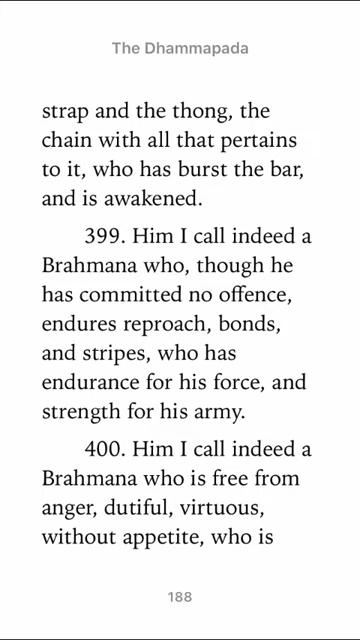 The Dhammapada
strap and the thong, the
chain with all that pertains
to it, who has burst the bar,
and is awakened.
399. Him I call indeed a
Brahmana who, though he
has committed no offence,
endures reproach, bonds,
and stripes, who has
endurance for his force, and
strength for his army.
400. Him I call indeed a
Brahmana who is free from
anger, dutiful, virtuous,
without appetite, who is
188